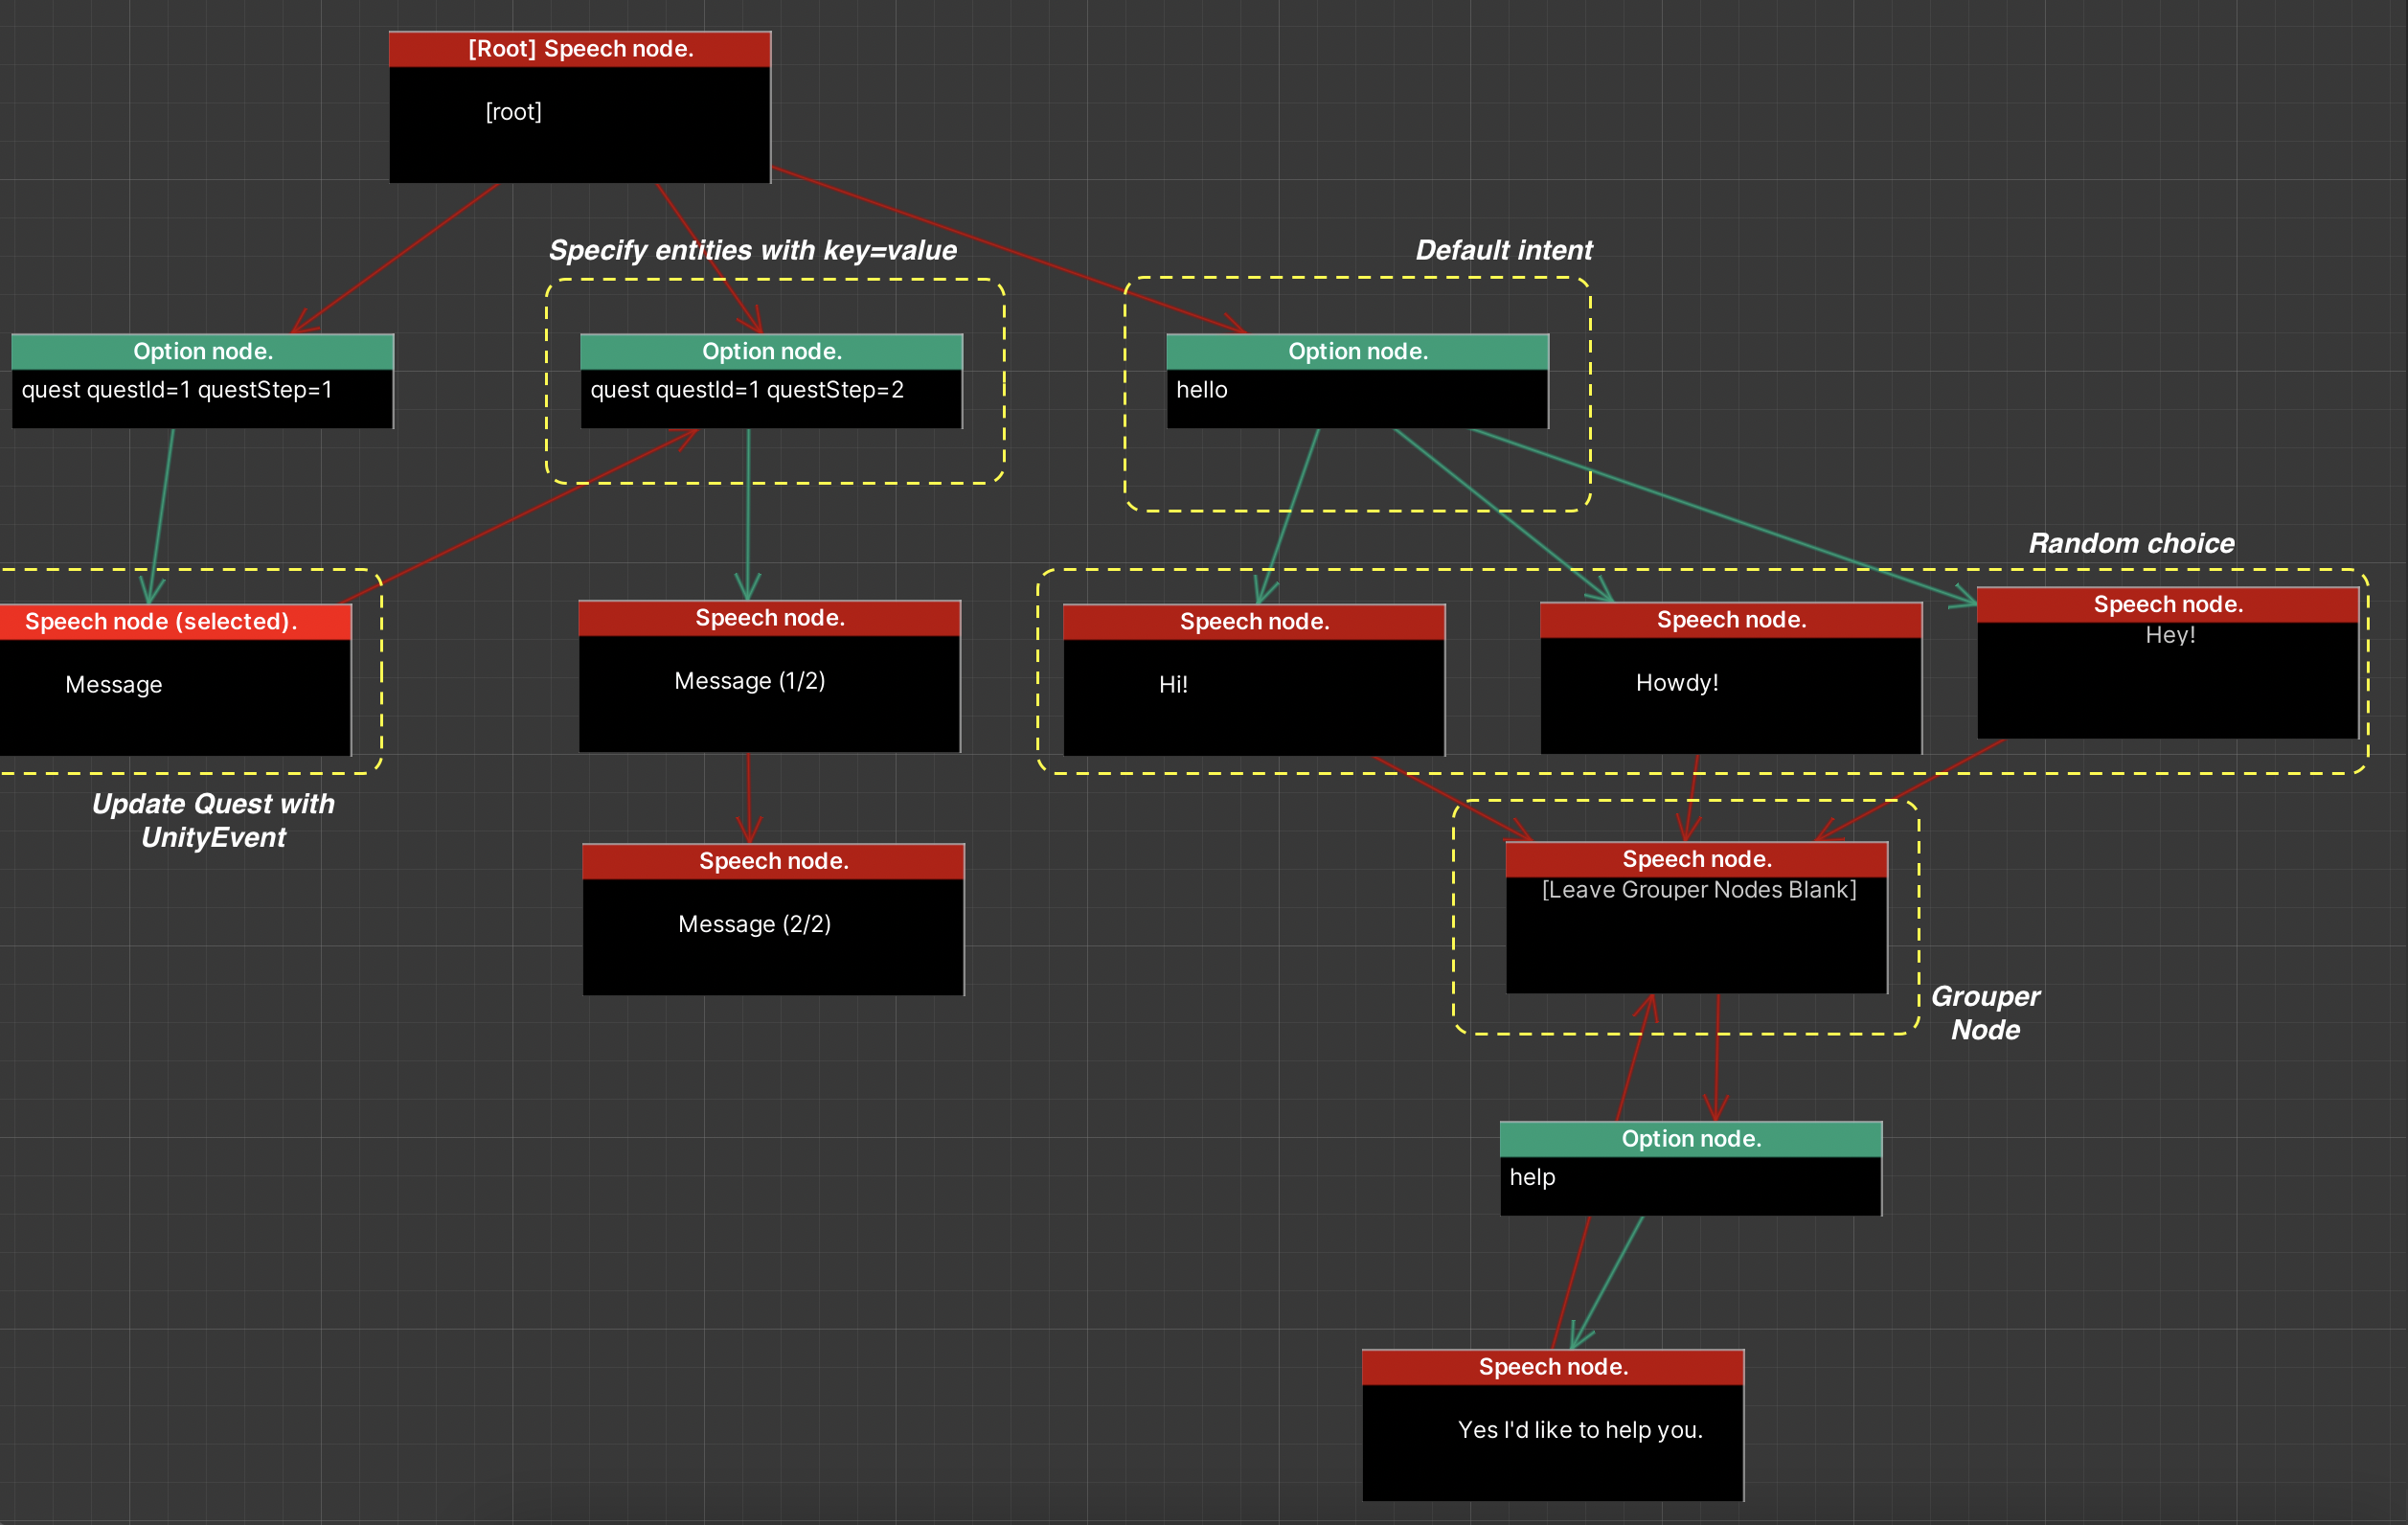 [Root] Speech node.
[root]
Specify entities with key=value
Default intent
Option node.
quest questId=1 questStep=1
Option node.
quest questId=1 questStep=2
Option node.
hello
Random choice
Speech node (selected).
Message
Speech node.
Message (1/2)
Speech node.
Hi!
Speech node.
Howdy!
Speech node.
Hey!
Update Quest with
UnityEvent
Speech node.
Message (2/2)
Speech node.
[Leave Grouper Nodes Blank]
Grouper
Node
Option node.
help
Speech node.
Yes I'd like to help you.